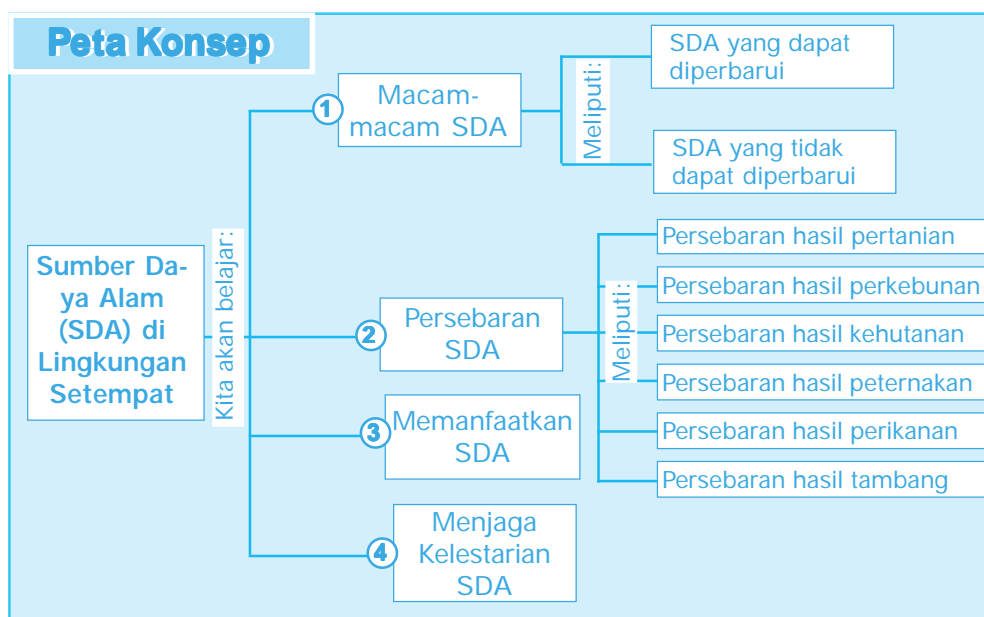 Peta Konsep
Sumber Da-
ya Alam
(SDA) di
Lingkungan
Setempat
Kita akan belajar:
1
Macam-
macam SDA
Meliputi:
SDA yang dapat
diperbarui
SDA yang tidak
dapat diperbarui
2
Persebaran
SDA
Meliputi:
Persebaran hasil pertanian
Persebaran hasil perkebunan
Persebaran hasil kehutanan
Persebaran hasil peternakan
Persebaran hasil perikanan
Persebaran hasil tambang
3
Memanfaatkan
SDA
4
Menjaga
Kelestarian
SDA